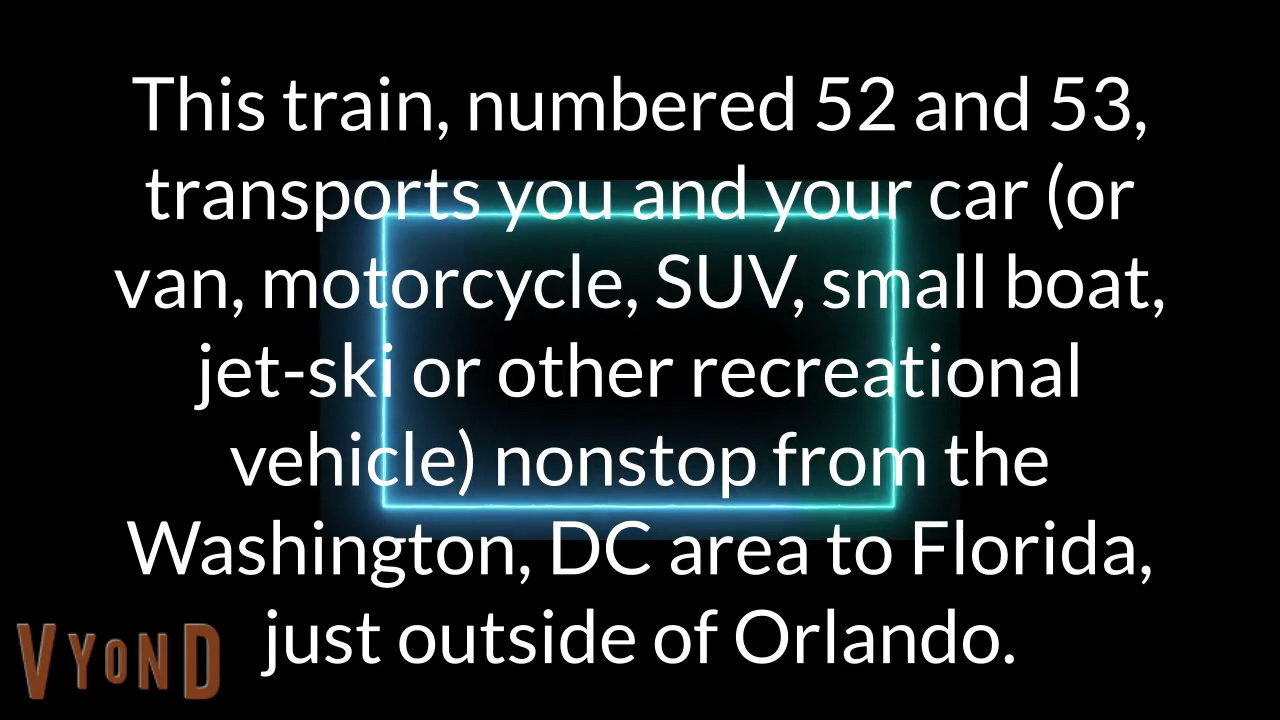 This train, numbered 52 and 53,
transports you and your car (or
van, motorcycle, SUV, small boat,
jet-ski or other recreational
vehicle) nonstop from the
Washington, DC area to Florida,
just outside of Orlando.
VYOND